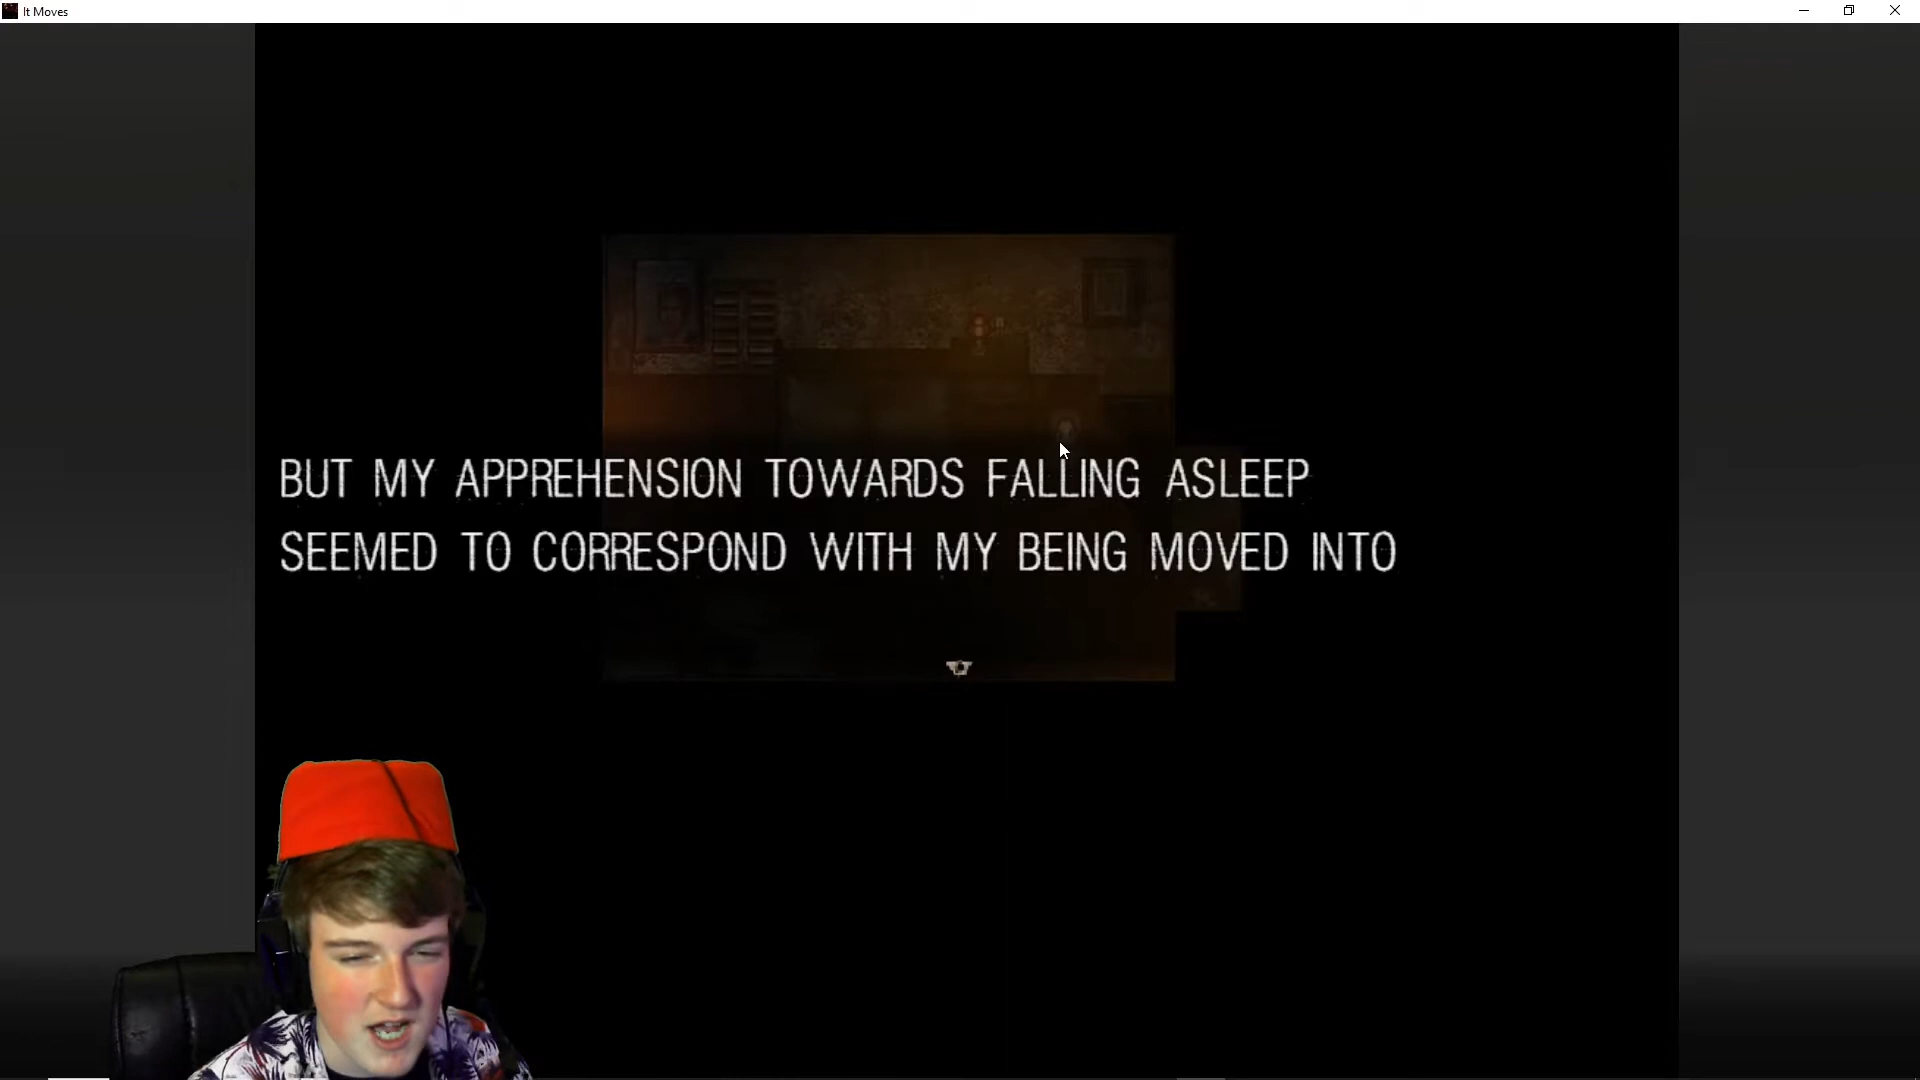 It Moves
BUT MY APPREHENSION TOWARDS FALLING ASLEEP
SEEMED TO CORRESPOND WITH MY BEING MOVED INTO